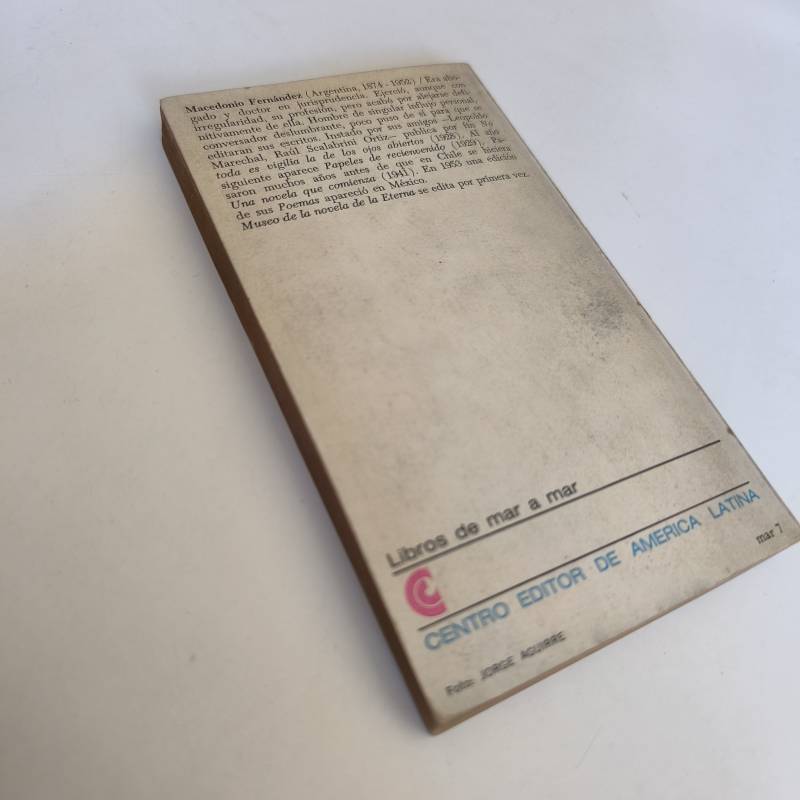 Macedonio Fernández (Argentina, 1874 - 1952) / Era abo-
gado y doctor en jurisprudencia. Ejerció, aunque con
irregularidad, su profesión, pero acabó por alejarse defi-
nitivamente de ella. Hombre de singular influjo personal,
conversador deslumbrante, poco puso de sí para que se
editaran sus escritos. Instado por sus amigos —Leopoldo
Marechal, Raúl Scalabrini Ortiz— publica por fin No
toda es vigilia la de los ojos abiertos (1928). Al año
siguiente aparece Papeles de recienvenido (1929). Pa-
saron muchos años antes de que en Chile se hiciera
Una novela que comienza (1941). En 1953 una edición
de sus Poemas apareció en México.
Museo de la novela de la Eterna se edita por primera vez.
Libros de mar a mar
CENTRO EDITOR DE AMERICA LATINA
mar 7
Foto: JORGE AGUIRRE